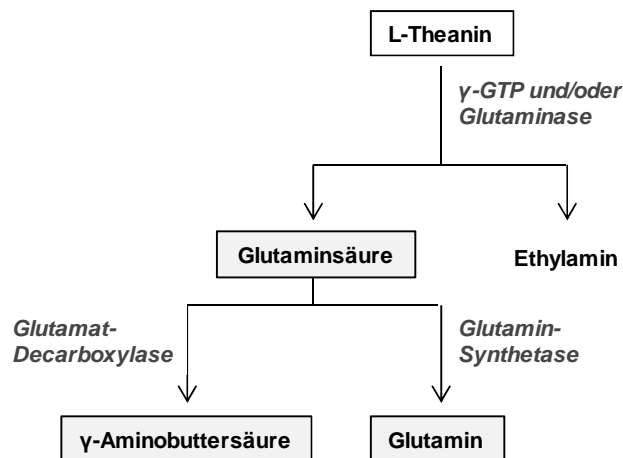 L-Theanin
γ-GTP und/oder
Glutaminase
Glutaminsäure
Ethylamin
Glutamat-
Decarboxylase
Glutamin-
Synthetase
γ-Aminobuttersäure
Glutamin